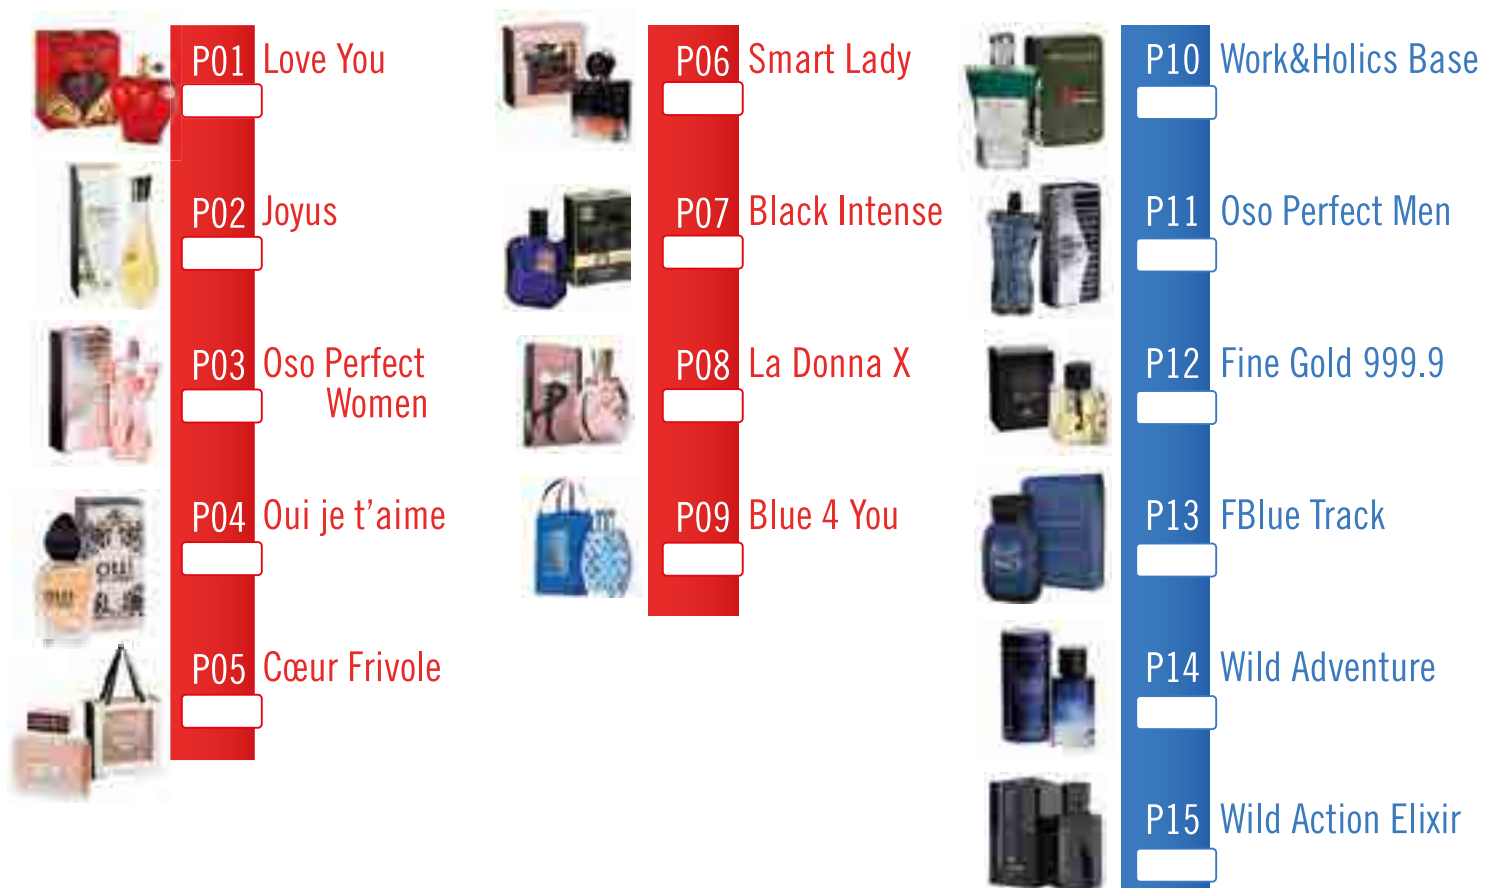 P01 Love You
P02 Joyus
P03 Oso Perfect
Women
P04 Oui je t’aime
P05 Cœur Frivole
P06 Smart Lady
P07 Black Intense
P08 La Donna X
P09 Blue 4 You
P10 Work&Holics Base
P11 Oso Perfect Men
P12 Fine Gold 999.9
P13 FBlue Track
P14 Wild Adventure
P15 Wild Action Elixir